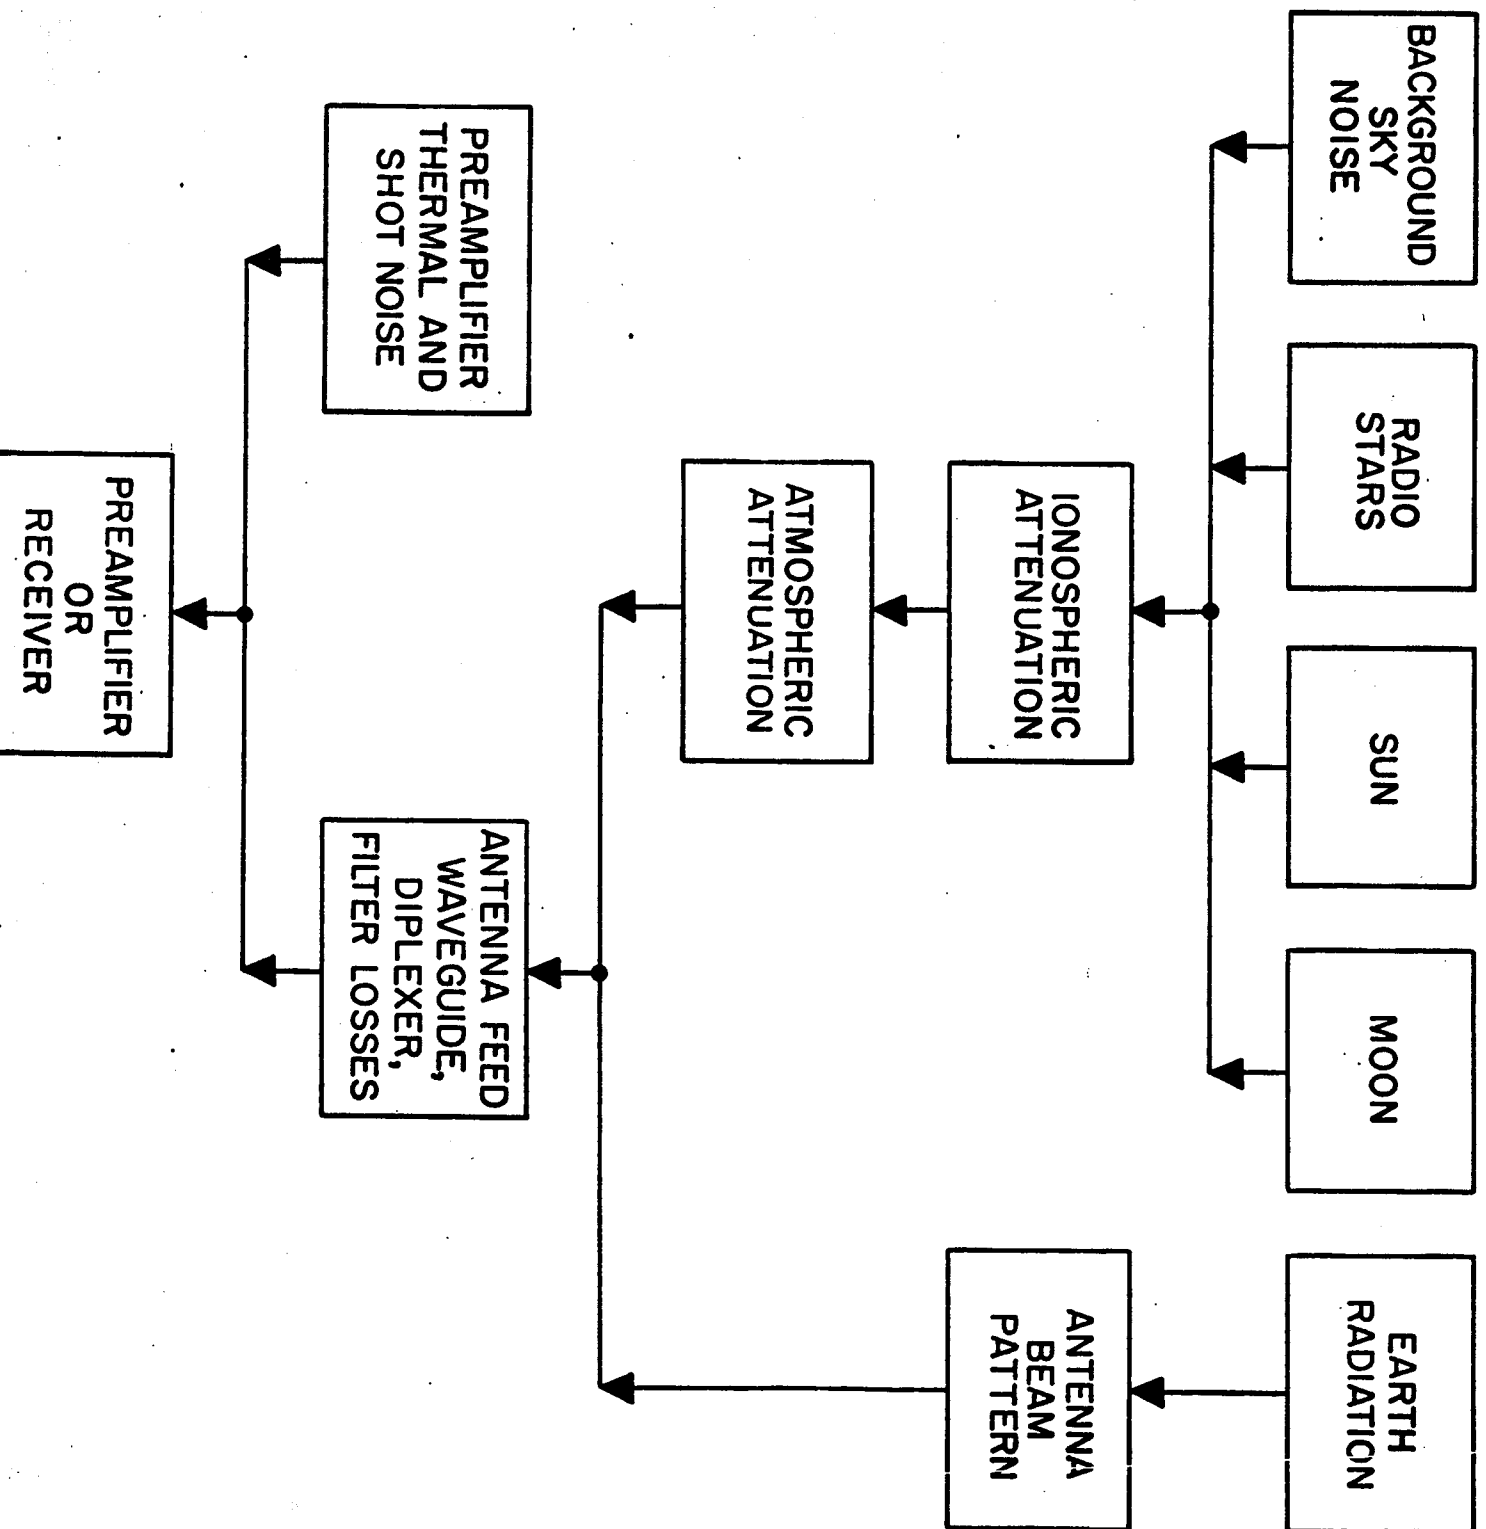 BACKGROUND
SKY
NOISE
RADIO
STARS
SUN
MOON
EARTH
RADIATION
IONOSPHERIC
ATTENUATION
ANTENNA
BEAM
PATTERN
ATMOSPHERIC
ATTENUATION
PREAMPLIFIER
THERMAL AND
SHOT NOISE
ANTENNA FEED
WAVEGUIDE,
DIPLEXER,
FILTER LOSSES
PREAMPLIFIER
OR
RECEIVER